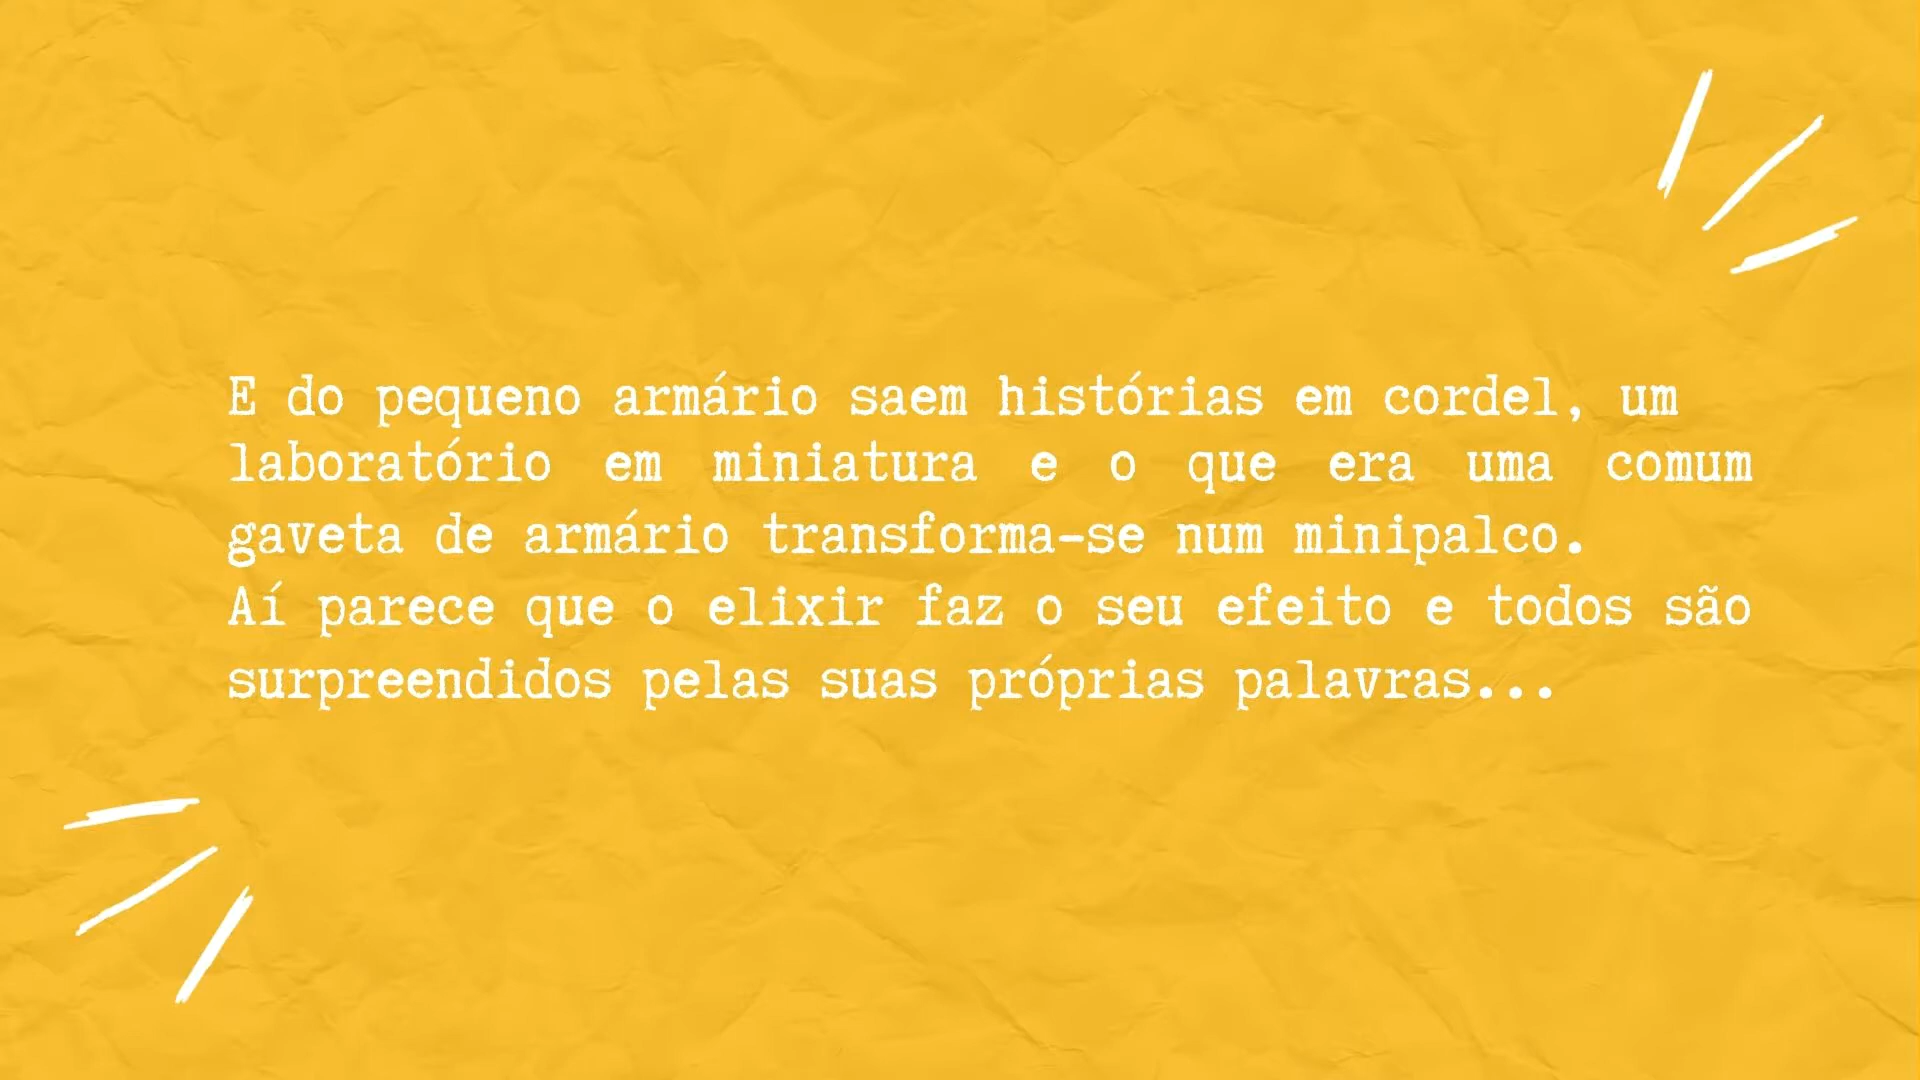 E do pequeno armário saem histórias em cordel, um
laboratório em miniatura e o que era uma comum
gaveta de armário transforma-se num minipalco.
Aí parece que o elixir faz o seu efeito e todos são
surpreendidos pelas suas próprias palavras...